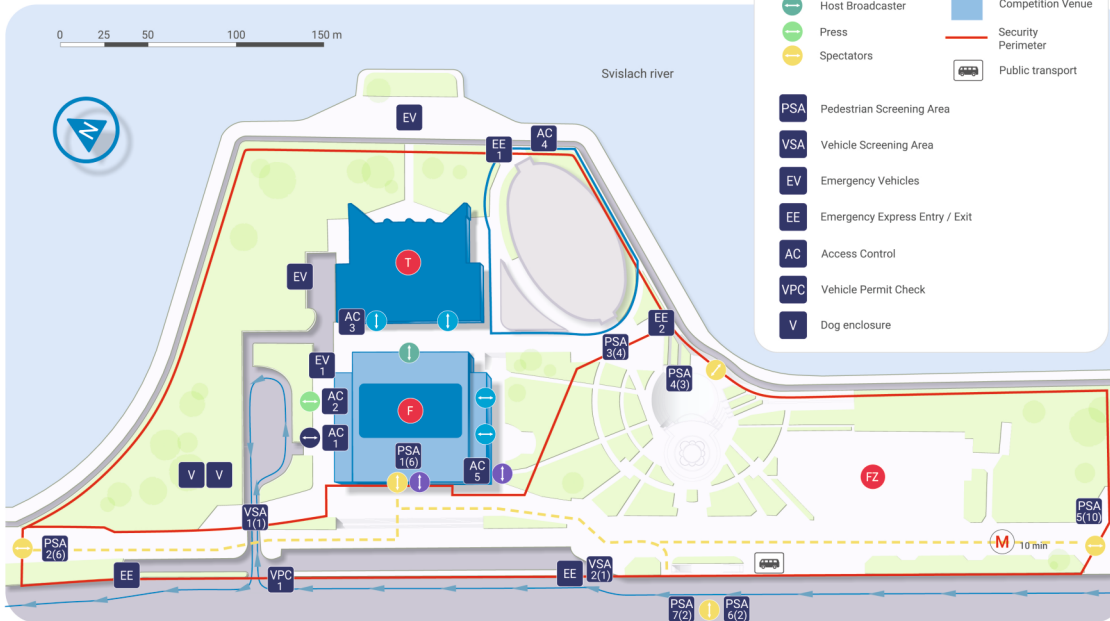 0 25 50 100 150 m
Svislach river
N
Host Broadcaster
Press
Spectators
Competition Venue
Security
Perimeter
Public transport
PSA Pedestrian Screening Area
VSA Vehicle Screening Area
EV Emergency Vehicles
EE Emergency Express Entry / Exit
AC Access Control
VPC Vehicle Permit Check
V Dog enclosure
EV
EE
1
AC
4
T
EV
AC
3
EE
2
PSA
3(4)
PSA
4(3)
EV
1
AC
2
F
AC
1
PSA
1(6)
AC
5
V V
FZ
VSA
1(1)
PSA
5(10)
PSA
2(6)
M 10 min
EE
VPC
1
EE
VSA
2(1)
PSA
7(2)
PSA
6(2)